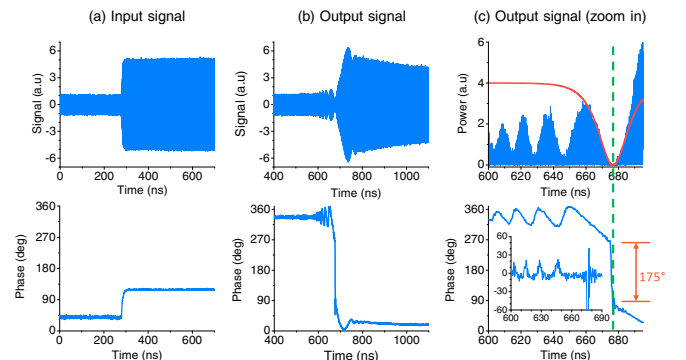 (a) Input signal
(b) Output signal
(c) Output signal (zoom in)
Signal (a.u)
6
3
0
-3
-6
0 200 400 600
Time (ns)
Signal (a.u)
6
3
0
-3
-6
400 600 800 1000
Time (ns)
Power (a.u)
6
4
2
0
600 620 640 660 680
Time (ns)
Phase (deg)
360
270
180
90
0
0 200 400 600
Time (ns)
Phase (deg)
360
270
180
90
0
400 600 800 1000
Time (ns)
Phase (deg)
360
270
180
90
0
600 620 640 660 680
Time (ns)
60
30
0
-30
-60
600 630 660 690
175°